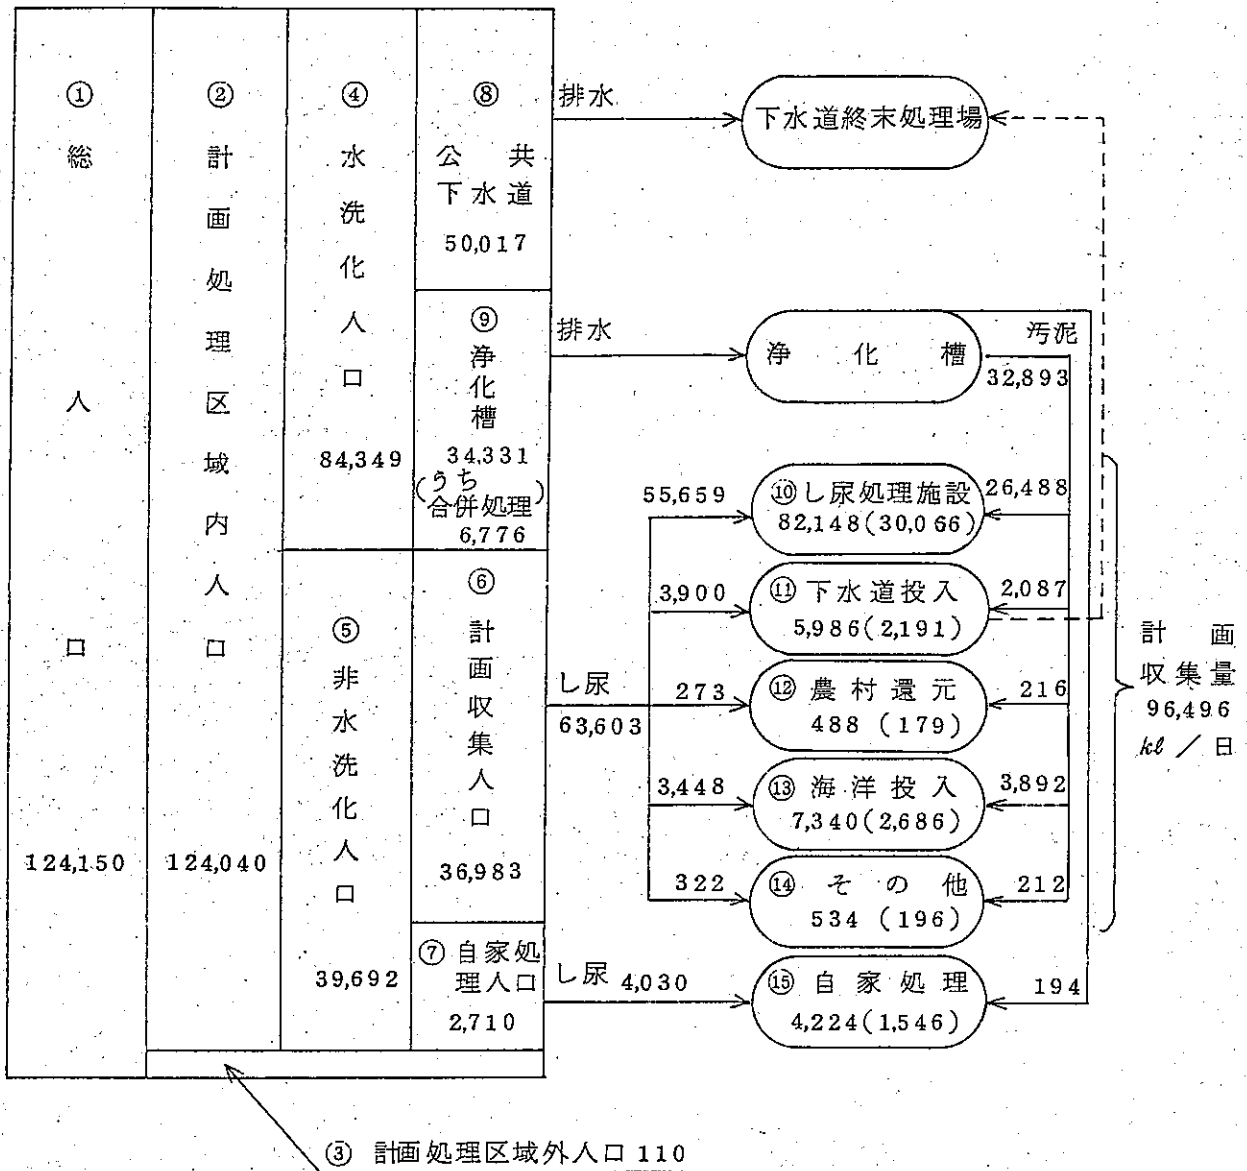 ①
総
人
口
124,150
②
計
画
処
理
区
域
内
人
口
124,040
④
水
洗
化
人
口
84,349
⑤
非
水
洗
化
人
口
39,692
⑧
公 共
下水道
50,017
⑨
浄
化
槽
34,331
(うち
合併処理)
6,776
⑥
計
画
収
集
人
口
36,983
⑦ 自家処
理人口
2,710
排水
下水道終末処理場
排水
浄 化 槽
汚泥
32,893
し尿
63,603
55,659
⑩し尿処理施設
82,148(30,066)
26,488
3,900
⑪下水道投入
5,986(2,191)
2,087
273
⑫ 農村還元
488 (179)
216
3,448
⑬ 海洋投入
7,340(2,686)
3,892
322
⑭ その他
534 (196)
212
し尿 4,030
⑮ 自家処理
4,224(1,546)
194
計 画
収集量
96,496
kℓ／日
③ 計画処理区域外人口 110